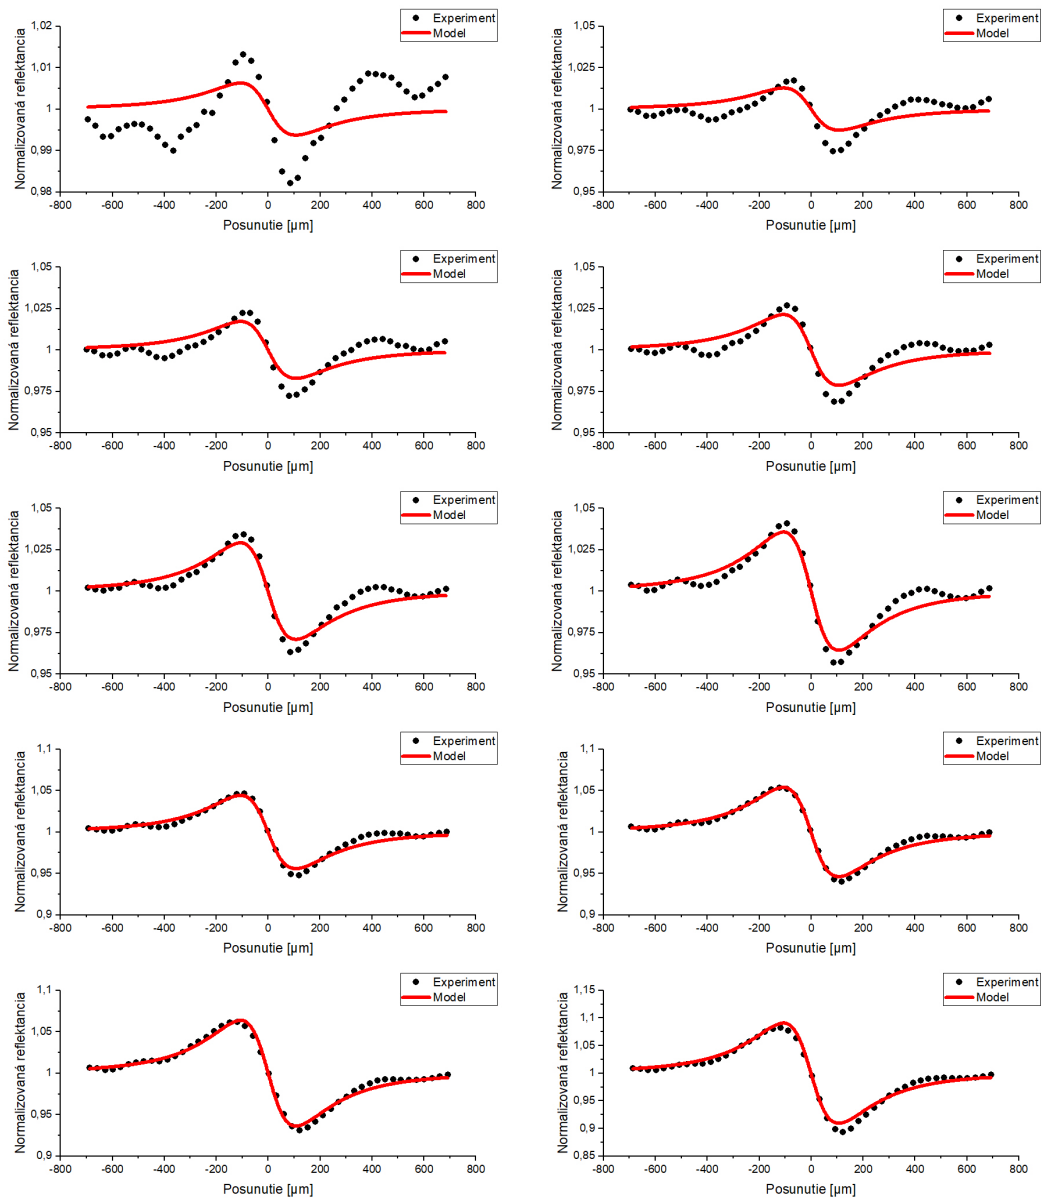 Experiment
Model
Normalizovaná reflektancia
1,02
1,01
1
0,99
0,98
-800 -600 -400 -200 0 200 400 600 800
Posunutie [µm]
Experiment
Model
Normalizovaná reflektancia
1,05
1,025
1
0,975
0,95
-800 -600 -400 -200 0 200 400 600 800
Posunutie [µm]
Experiment
Model
Normalizovaná reflektancia
1,05
1,025
1
0,975
0,95
-800 -600 -400 -200 0 200 400 600 800
Posunutie [µm]
Experiment
Model
Normalizovaná reflektancia
1,05
1,025
1
0,975
0,95
-800 -600 -400 -200 0 200 400 600 800
Posunutie [µm]
Experiment
Model
Normalizovaná reflektancia
1,05
1,025
1
0,975
0,95
-800 -600 -400 -200 0 200 400 600 800
Posunutie [µm]
Experiment
Model
Normalizovaná reflektancia
1,05
1,025
1
0,975
0,95
-800 -600 -400 -200 0 200 400 600 800
Posunutie [µm]
Experiment
Model
Normalizovaná reflektancia
1,1
1,05
1
0,95
0,9
-800 -600 -400 -200 0 200 400 600 800
Posunutie [µm]
Experiment
Model
Normalizovaná reflektancia
1,1
1,05
1
0,95
0,9
-800 -600 -400 -200 0 200 400 600 800
Posunutie [µm]
Experiment
Model
Normalizovaná reflektancia
1,1
1,05
1
0,95
0,9
-800 -600 -400 -200 0 200 400 600 800
Posunutie [µm]
Experiment
Model
Normalizovaná reflektancia
1,15
1,1
1,05
1
0,95
0,9
0,85
-800 -600 -400 -200 0 200 400 600 800
Posunutie [µm]